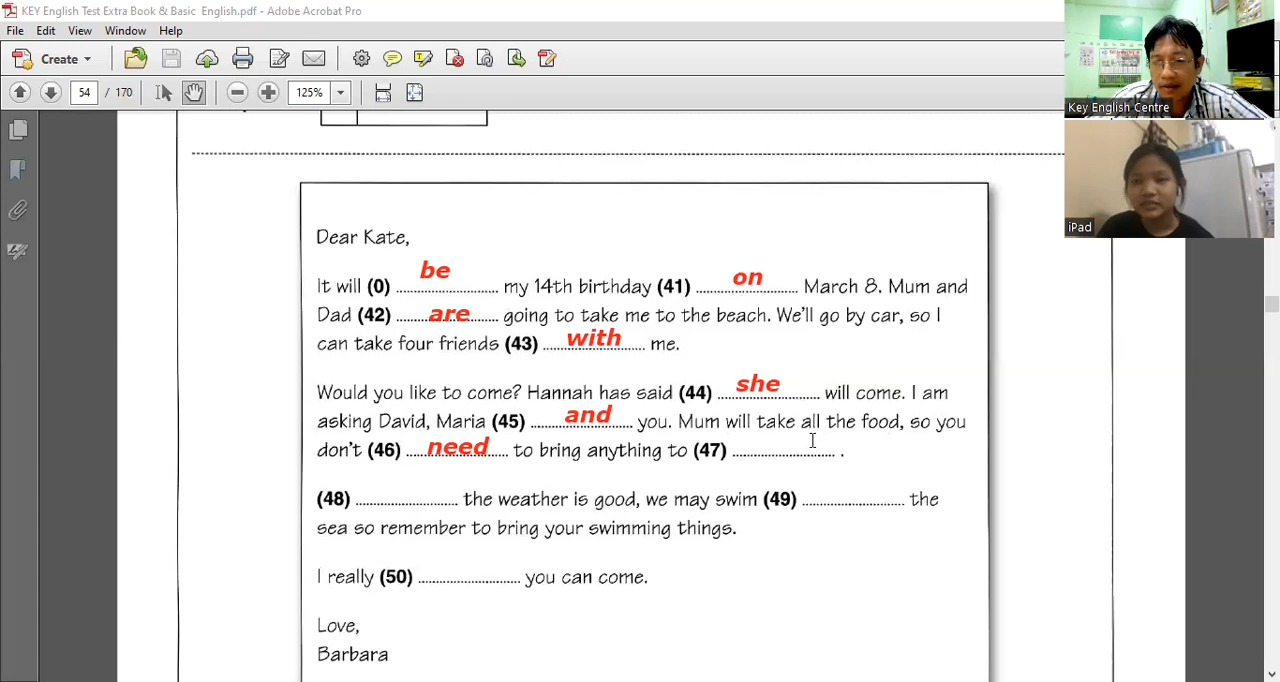 KEY English Test Extra Book & Basic English.pdf - Adobe Acrobat Pro
File Edit View Window Help
Create
54 / 170 125%
Key English Centre
iPad
Dear Kate,
It will (0) be my 14th birthday (41) on March 8. Mum and
Dad (42) are going to take me to the beach. We'll go by car, so I
can take four friends (43) with me.
Would you like to come? Hannah has said (44) she will come. I am
asking David, Maria (45) and you. Mum will take all the food, so you
don't (46) need to bring anything to (47) .................... .
(48) .................... the weather is good, we may swim (49) .................... the
sea so remember to bring your swimming things.
I really (50) .................... you can come.
Love,
Barbara